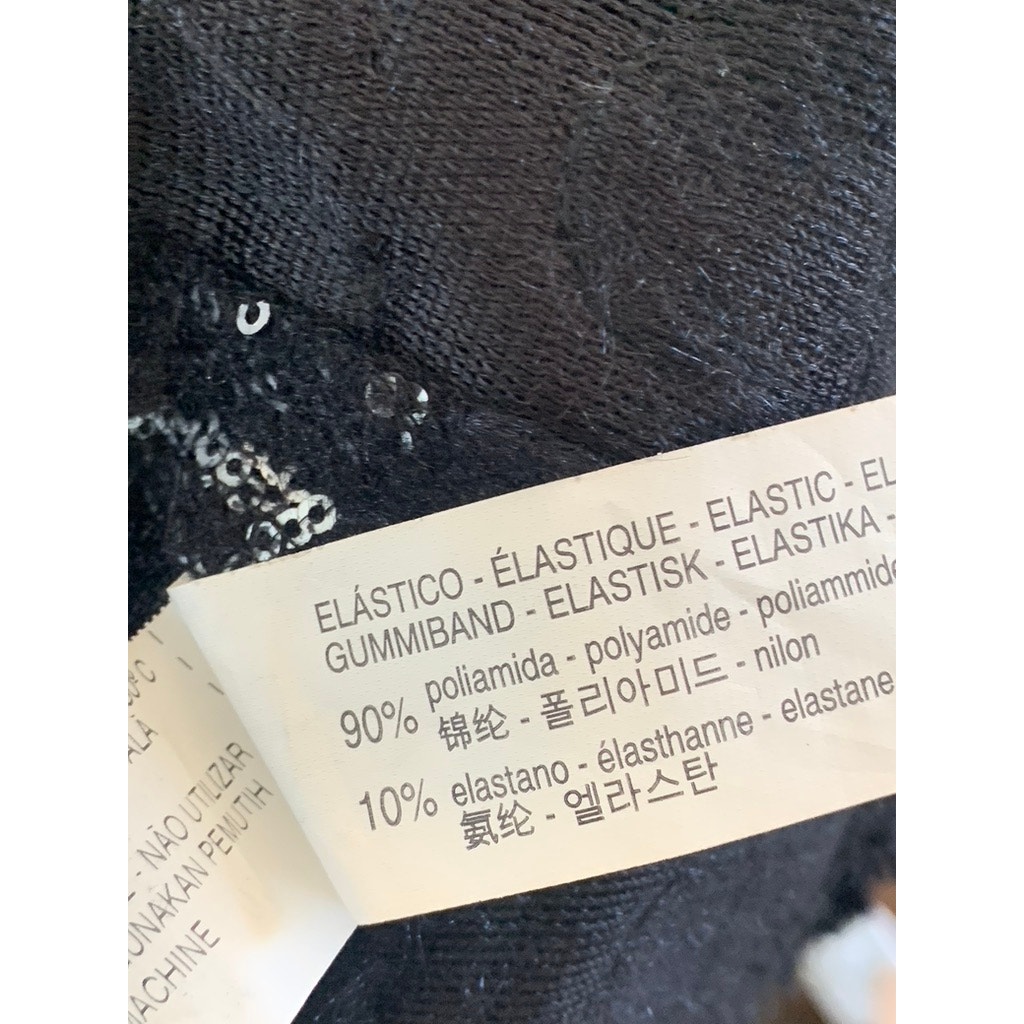 ELÁSTICO - ÉLASTIQUE - ELASTIC - EL
GUMMIBAND - ELASTISK - ELASTIKA -
90% poliamida - polyamide - poliammide
锦纶 - 폴리아미드 - nilon
10% elastano - élasthanne - elastane
氨纶 - 엘라스탄
- NÃO UTILIZAR
UNAKAN PEMUTIH
MACHINE